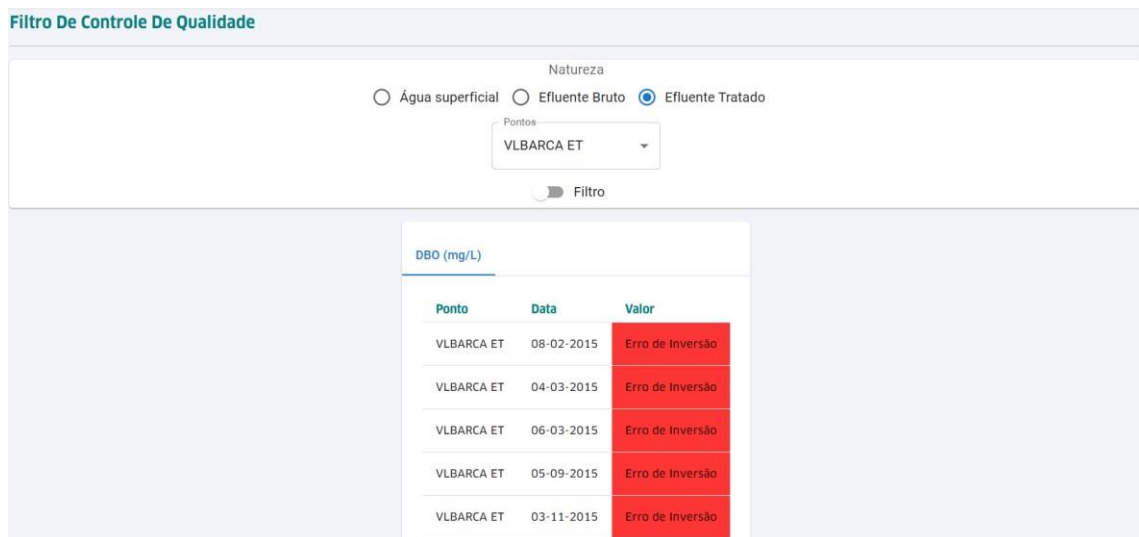 Filtro De Controle De Qualidade
Natureza
Água superficial Efluente Bruto Efluente Tratado
Pontos
VLBARCA ET
Filtro
DBO (mg/L)
Ponto Data Valor
VLBARCA ET 08-02-2015 Erro de Inversão
VLBARCA ET 04-03-2015 Erro de Inversão
VLBARCA ET 06-03-2015 Erro de Inversão
VLBARCA ET 05-09-2015 Erro de Inversão
VLBARCA ET 03-11-2015 Erro de Inversão